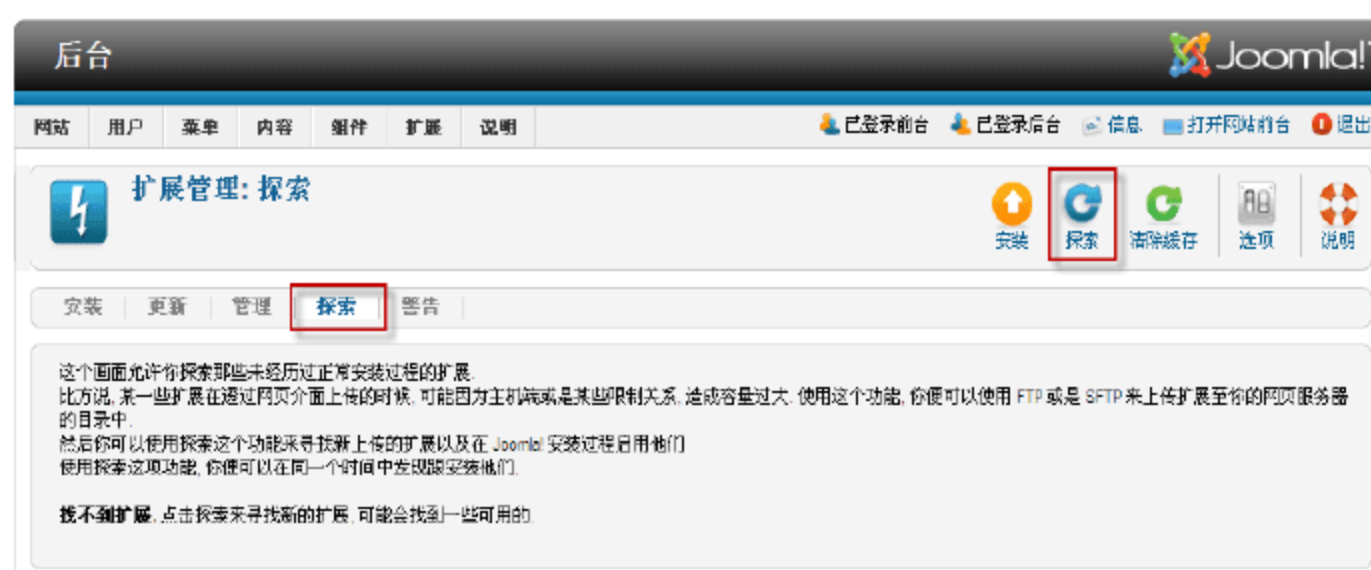 后台
Joomla!
网站 用户 菜单 内容 组件 扩展 说明 已登录前台 已登录后台 信息 打开网站前台 退出
扩展管理: 探索
安装 探索 清除缓存 选项 说明
安装 更新 管理 探索 警告
这个画面允许你探索那些未经历过正常安装过程的扩展.
比方说, 某一些扩展在透过网页介面上传的时候, 可能因为主机端或是某些限制关系, 造成容量过大. 使用这个功能, 你便可以使用 FTP 或是 SFTP 来上传扩展至你的网页服务器
的目录中.
然后你可以使用探索这个功能来寻找新上传的扩展以及在 Joomla! 安装过程启用他们
使用探索这项功能, 你便可以在同一个时间中发现跟安装他们.
找不到扩展, 点击探索来寻找新的扩展, 可能会找到一些可用的.